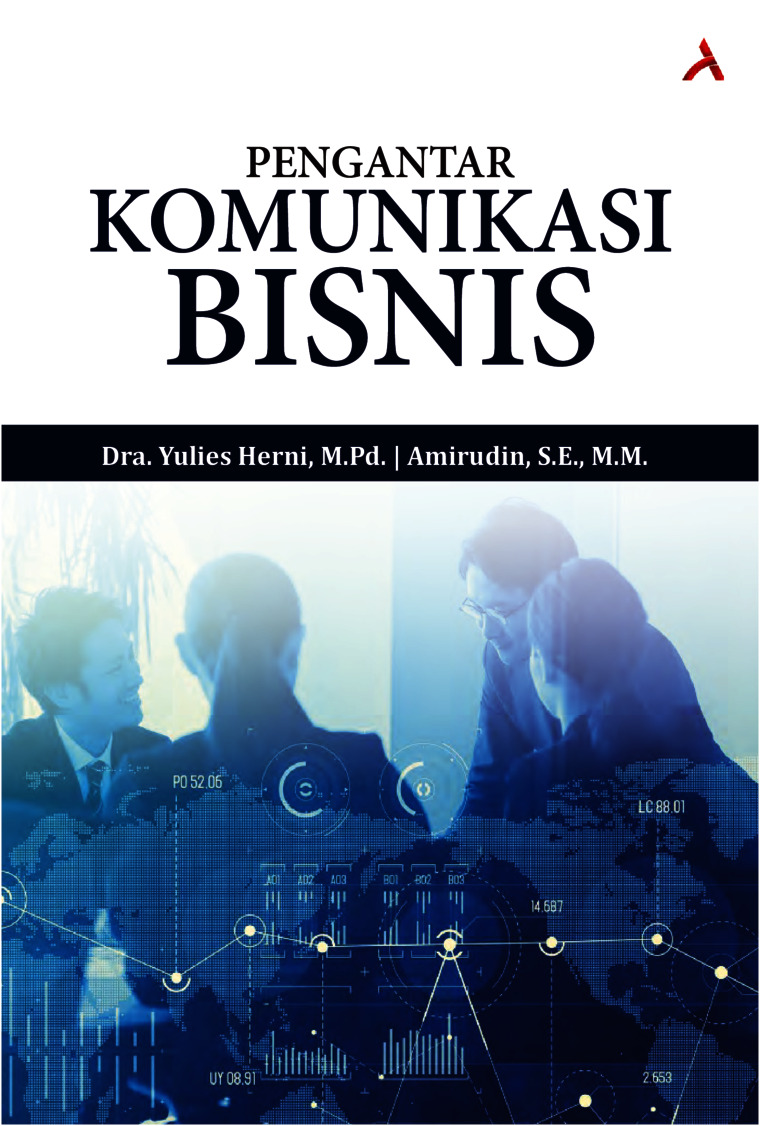 PENGANTAR
KOMUNIKASI
BISNIS
Dra. Yulies Herni, M.Pd. | Amirudin, S.E., M.M.
PO 52.06
LC 88.01
A01 A02 A03 B01 B02 B03
14.687
UY 08.91
2.653